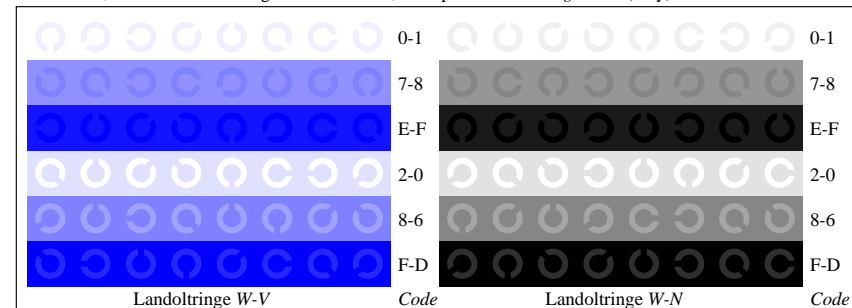 0-1 0-1
7-8 7-8
E-F E-F
2-0 2-0
8-6 8-6
F-D F-D
Landoltringe W-V Code Landoltringe W-N Code